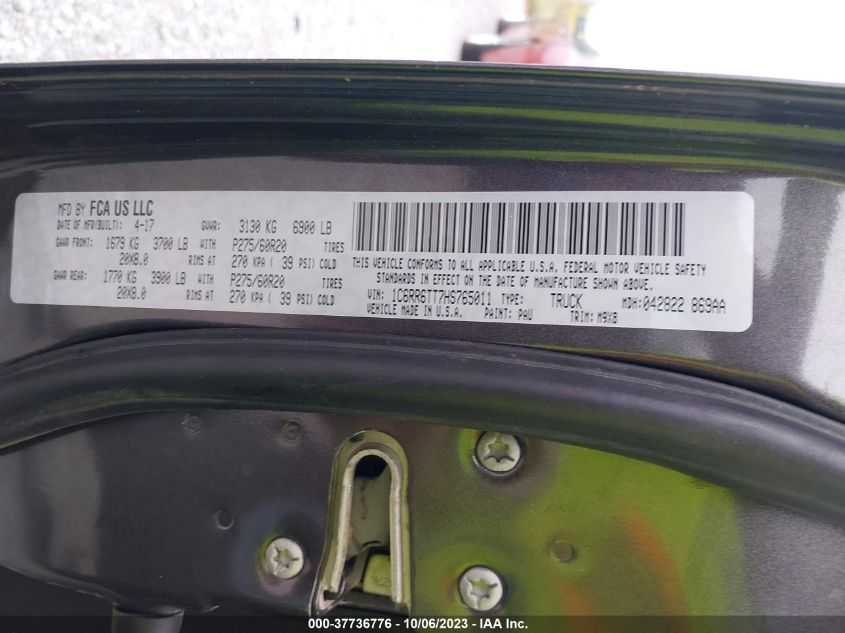 MFD BY FCA US LLC
DATE OF MFR(BUILT): 4-17 GVWR: 3130 KG 6900 LB
GAWR FRONT: 1679 KG 3700 LB WITH P275/60R20 TIRES
20X8.0 RIMS AT 270 KPA ( 39 PSI) COLD
GAWR REAR: 1770 KG 3900 LB WITH P275/60R20 TIRES
20X8.0 RIMS AT 270 KPA ( 39 PSI) COLD
THIS VEHICLE CONFORMS TO ALL APPLICABLE U.S.A. FEDERAL MOTOR VEHICLE SAFETY
STANDARDS IN EFFECT ON THE DATE OF MANUFACTURE SHOWN ABOVE.
VIN: 1C6RR6TT7HS765011 TYPE: TRUCK MDH: 042822 869AA
VEHICLE MADE IN U.S.A. PAINT: PAU TRIM: M9X8
000-37736776 - 10/06/2023 - IAA Inc.